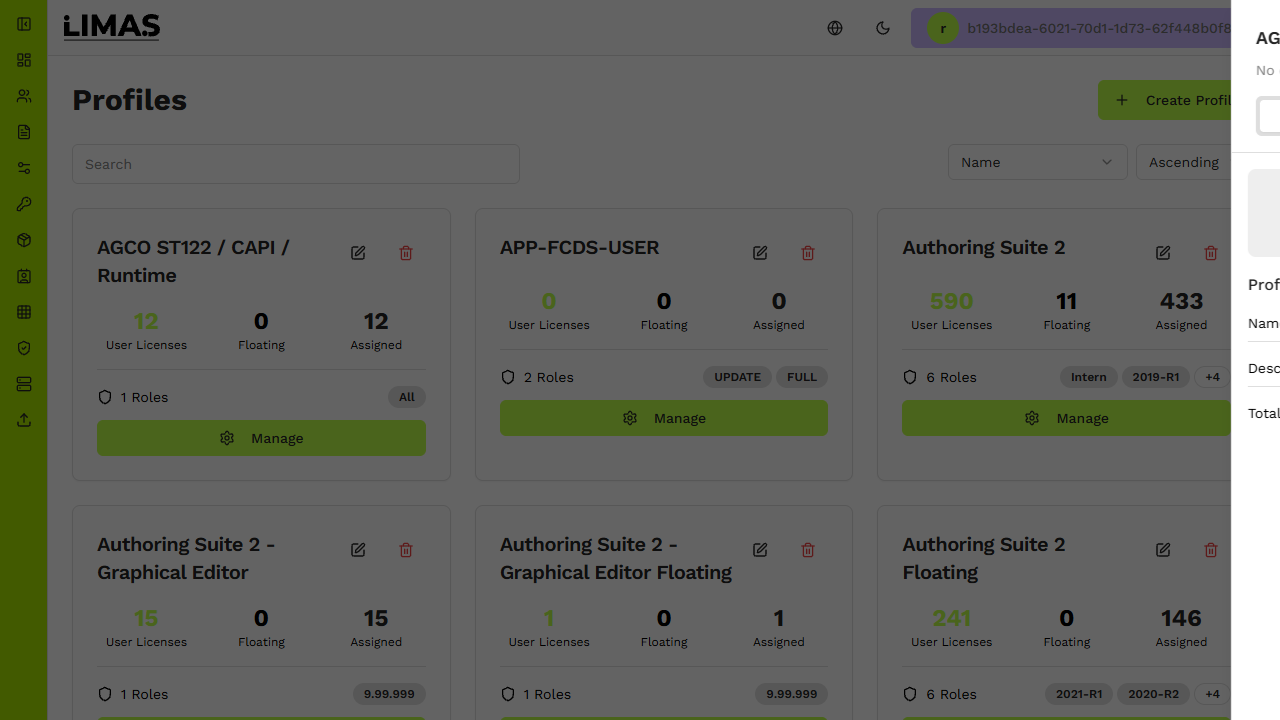 LIMAS
r b193bdea-6021-70d1-1d73-62f448b0f8
Profiles
Create Profil
Search
Name
Ascending
AGCO ST122 / CAPI /
Runtime
12 0 12
User Licenses Floating Assigned
1 Roles All
Manage
APP-FCDS-USER
0 0 0
User Licenses Floating Assigned
2 Roles UPDATE FULL
Manage
Authoring Suite 2
590 11 433
User Licenses Floating Assigned
6 Roles Intern 2019-R1 +4
Manage
Authoring Suite 2 -
Graphical Editor
15 0 15
User Licenses Floating Assigned
1 Roles 9.99.999
Authoring Suite 2 -
Graphical Editor Floating
1 0 1
User Licenses Floating Assigned
1 Roles 9.99.999
Authoring Suite 2
Floating
241 0 146
User Licenses Floating Assigned
6 Roles 2021-R1 2020-R2 +4
AG
No
Prof
Name
Desc
Total